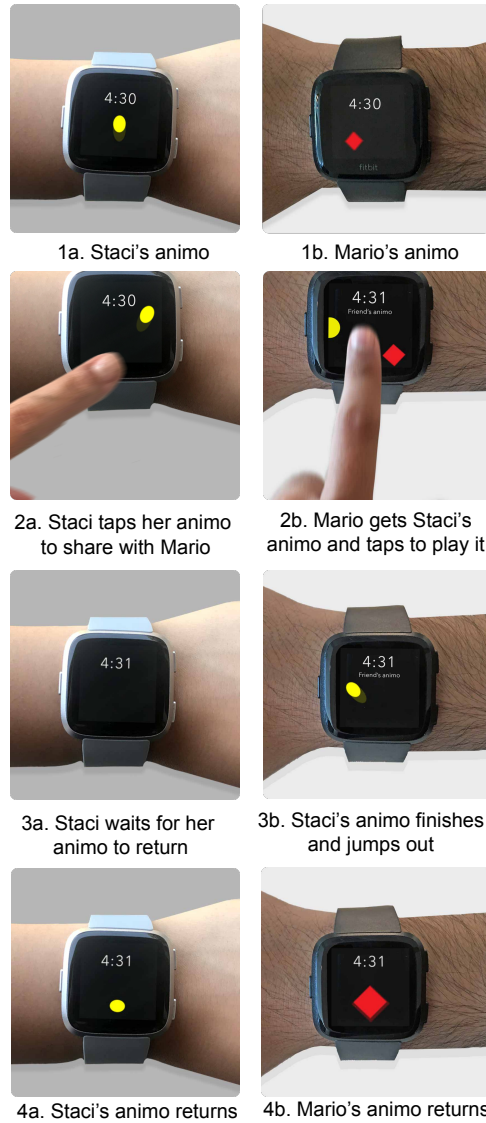 4:30
4:30
fitbit
1a. Staci's animo
1b. Mario's animo
4:30
4:31
Friend's animo
2a. Staci taps her animo
to share with Mario
2b. Mario gets Staci's
animo and taps to play it
4:31
4:31
Friend's animo
3a. Staci waits for her
animo to return
3b. Staci's animo finishes
and jumps out
4:31
4:31
4a. Staci's animo returns
4b. Mario's animo returns